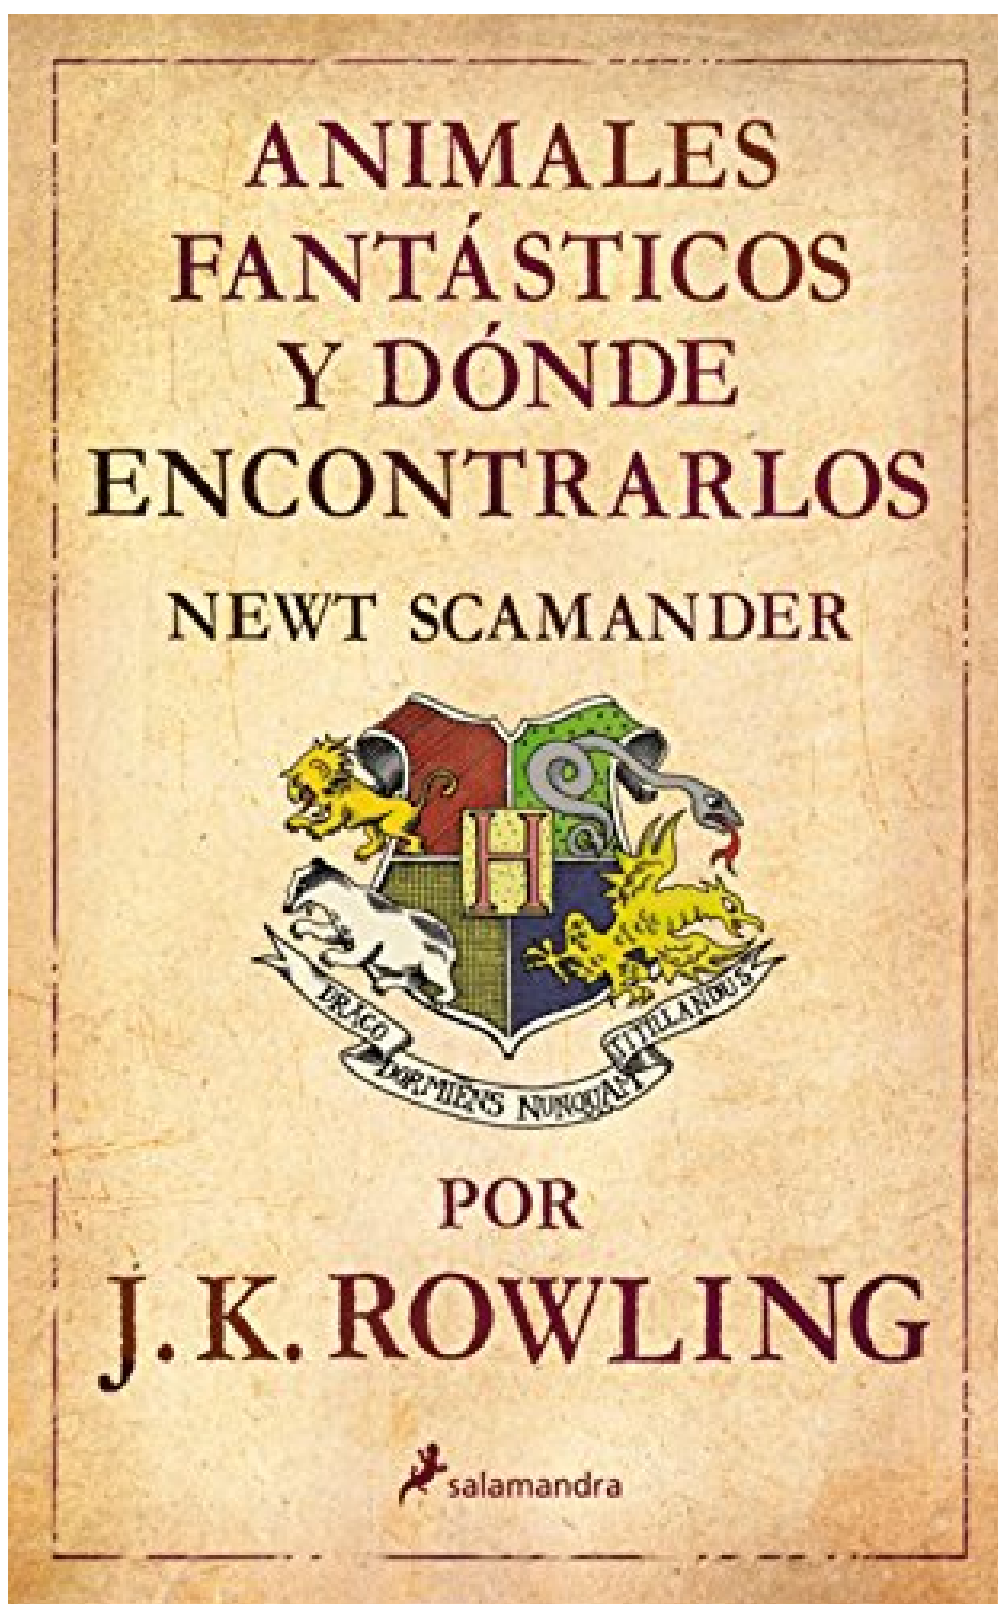 ANIMALES
FANTÁSTICOS
Y DÓNDE
ENCONTRARLOS
NEWT SCAMANDER
H
DRACO
DORMIENS NUNQUAM
TITILLANDUS
POR
J.K. ROWLING
salamandra